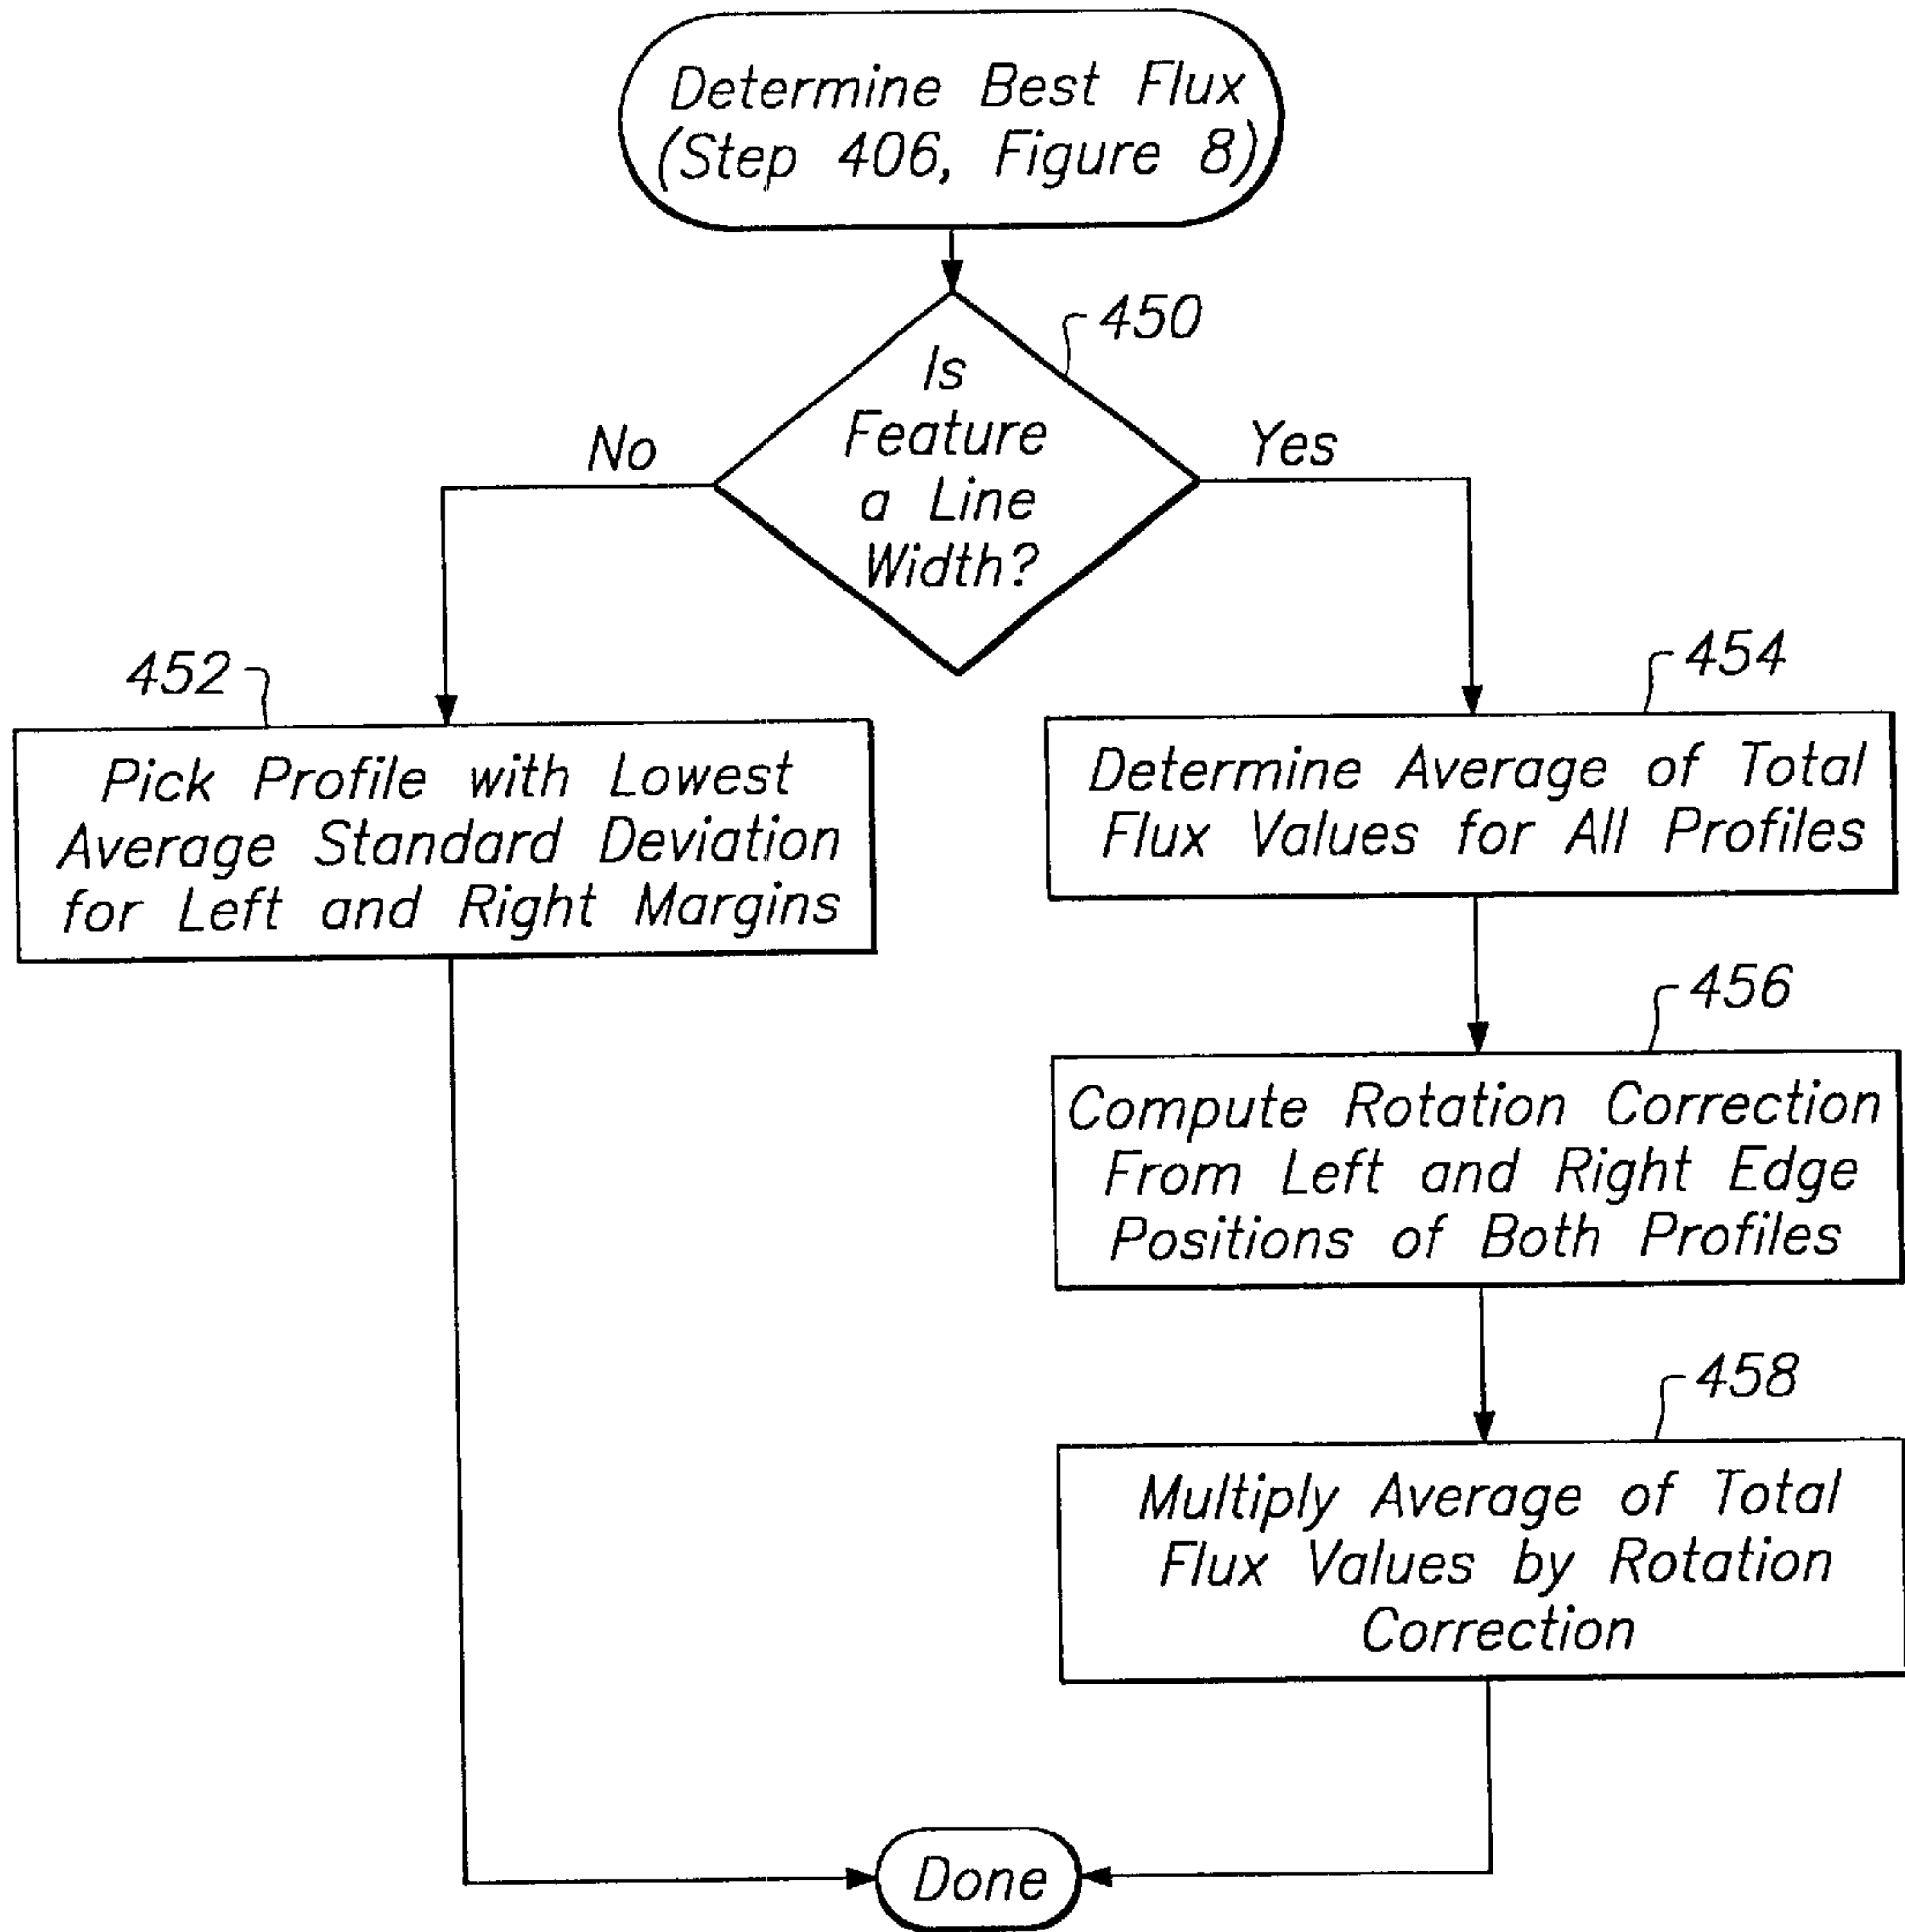 Determine Best Flux
(Step 406, Figure 8)
450
Is
Feature
a Line
Width?
No
Yes
452
Pick Profile with Lowest
Average Standard Deviation
for Left and Right Margins
454
Determine Average of Total
Flux Values for All Profiles
456
Compute Rotation Correction
From Left and Right Edge
Positions of Both Profiles
458
Multiply Average of Total
Flux Values by Rotation
Correction
Done